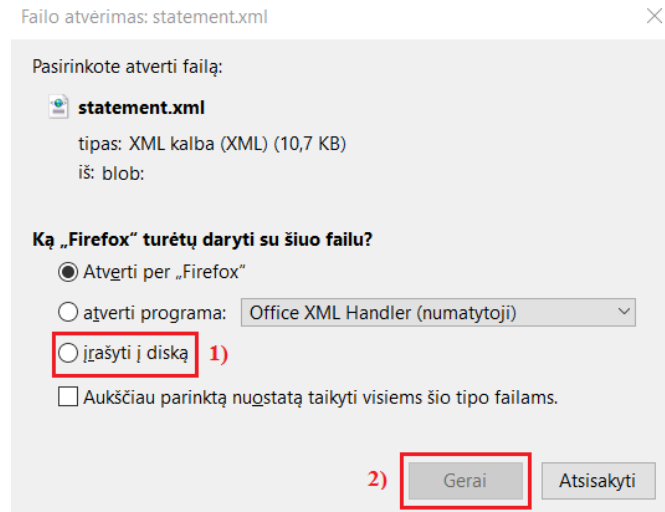 Failo atvėrimas: statement.xml
Pasirinkote atverti failą:
statement.xml
tipas: XML kalba (XML) (10,7 KB)
iš: blob:
Ką „Firefox“ turėtų daryti su šiuo failu?
Atverti per „Firefox“
atverti programa: Office XML Handler (numatytoji)
įrašyti į diską 1)
Aukščiau parinktą nuostatą taikyti visiems šio tipo failams.
2) Gerai Atsisakyti